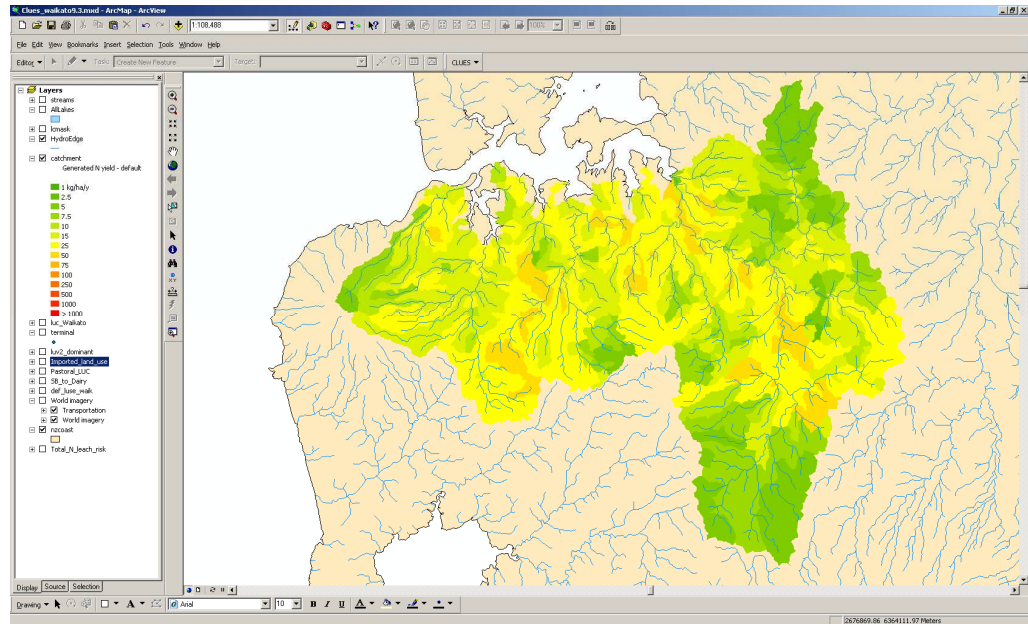 Clues_waikato9.3.mxd - ArcMap - ArcView
1:108,488
100%
File Edit View Bookmarks Insert Selection Tools Window Help
Editor Task: Create New Feature Target: CLUES
Layers
streams
AllLakes
lcmask
HydroEdge
catchment
Generated N yield - default
1 kg/ha/y
2.5
5
7.5
10
15
25
50
75
100
250
500
1000
> 1000
luc_Waikato
terminal
luv2_dominant
Imported_land_use
Pastoral_LUC
SB_to_Dairy
def_luse_waik
World imagery
Transportation
World imagery
nzcoast
Total_N_leach_risk
Display Source Selection
Drawing A Arial 10 B I U A
2676869.86 6364111.97 Meters